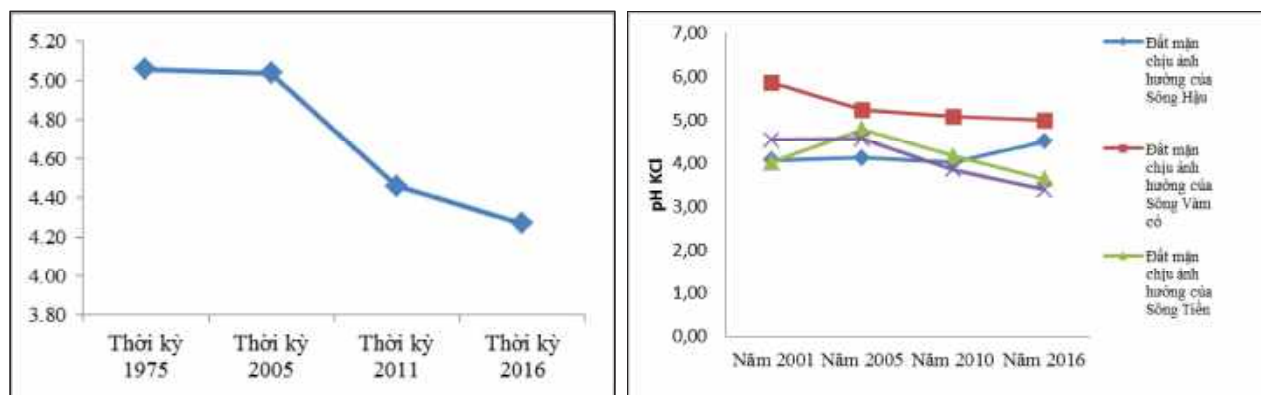 5.20
5.00
4.80
4.60
4.40
4.20
4.00
3.80
Thời kỳ
1975
Thời kỳ
2005
Thời kỳ
2011
Thời kỳ
2016
7,00
6,00
5,00
4,00
3,00
2,00
1,00
0,00
pH KCl
Năm 2001
Năm 2005
Năm 2010
Năm 2016
Đất mặn
chịu ảnh
hưởng của
Sông Hậu
Đất mặn
chịu ảnh
hưởng của
Sông Vàm
cỏ
Đất mặn
chịu ảnh
hưởng của
Sông Tiền